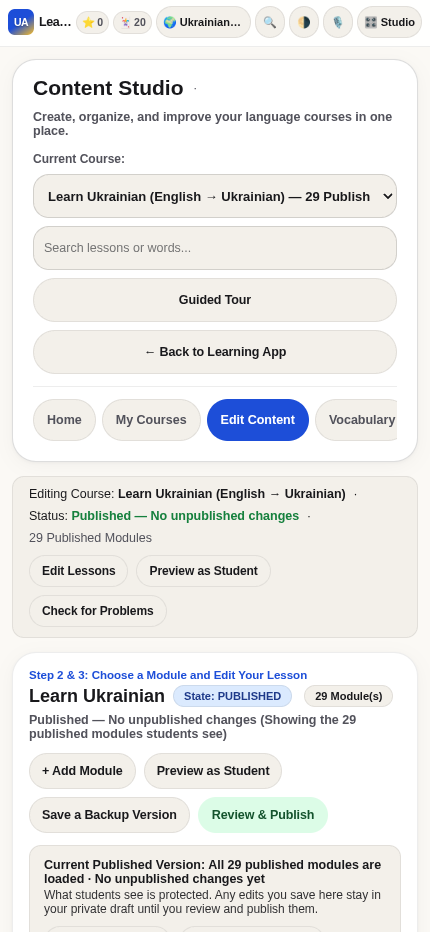 UA Lea... ⭐ 0 🃏 20 🌍 Ukrainian... 🔍 🌗 🎙️ 🎛️ Studio
Content Studio ·
Create, organize, and improve your language courses in one
place.
Current Course:
Learn Ukrainian (English → Ukrainian) — 29 Publish
Search lessons or words...
Guided Tour
← Back to Learning App
Home My Courses Edit Content Vocabulary
Editing Course: Learn Ukrainian (English → Ukrainian) ·
Status: Published — No unpublished changes ·
29 Published Modules
Edit Lessons Preview as Student
Check for Problems
Step 2 & 3: Choose a Module and Edit Your Lesson
Learn Ukrainian State: PUBLISHED 29 Module(s)
Published — No unpublished changes (Showing the 29
published modules students see)
+ Add Module Preview as Student
Save a Backup Version Review & Publish
Current Published Version: All 29 published modules are
loaded · No unpublished changes yet
What students see is protected. Any edits you save here stay in
your private draft until you review and publish them.